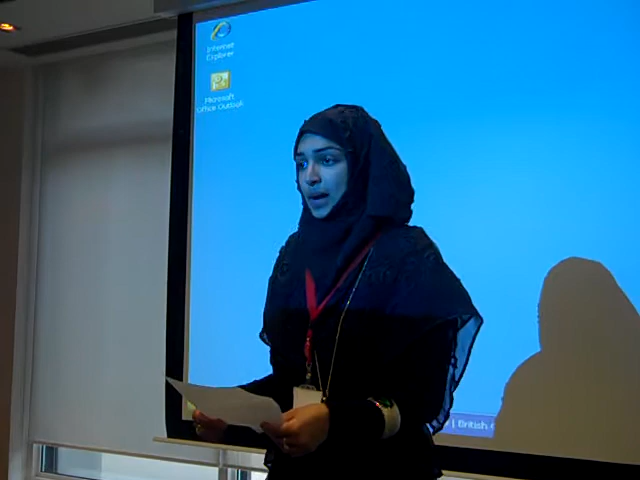 Internet
Explorer
Microsoft
Office Outlook
British